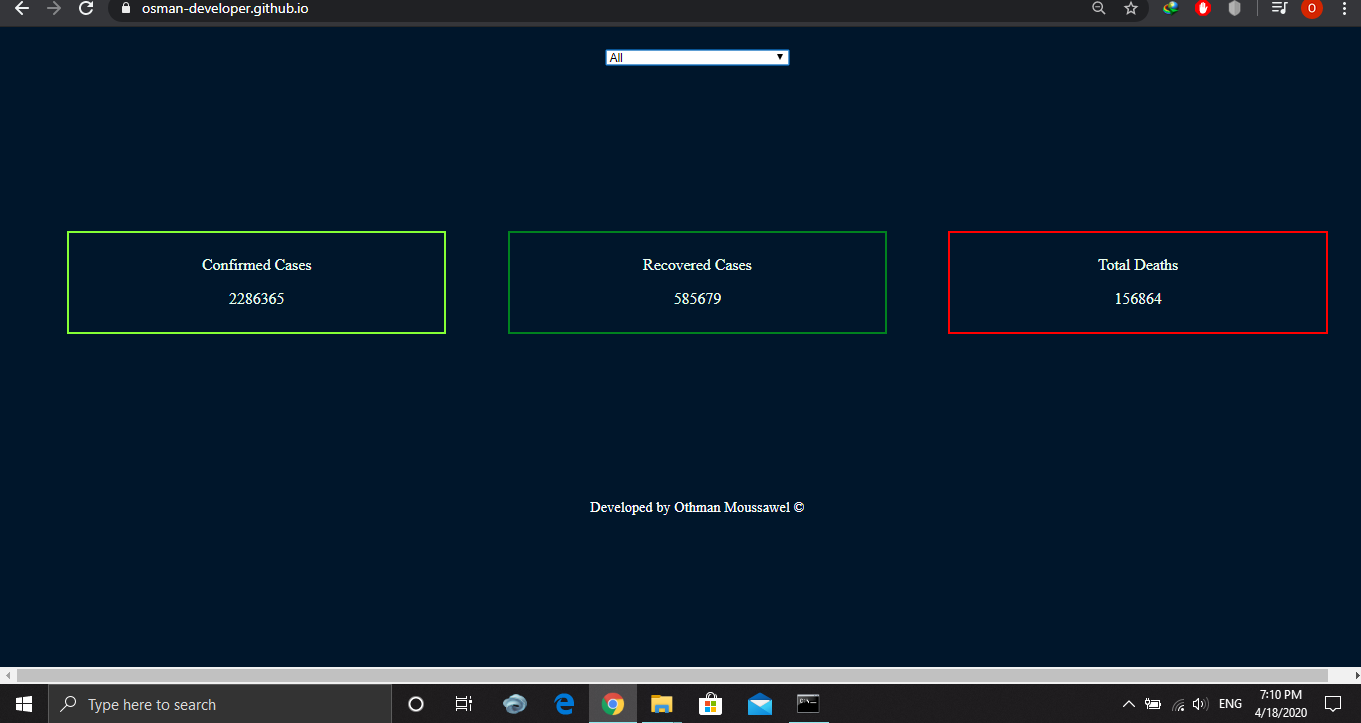 osman-developer.github.io
O
All
Confirmed Cases
2286365
Recovered Cases
585679
Total Deaths
156864
Developed by Othman Moussawel ©
Type here to search
ENG
7:10 PM
4/18/2020